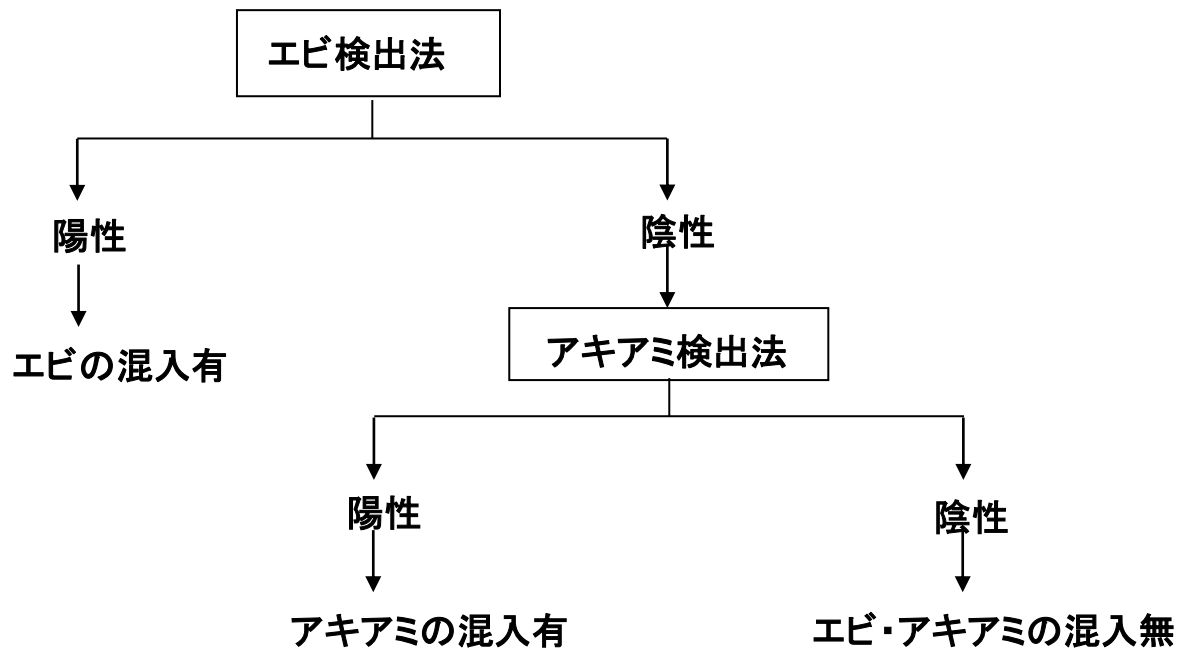 エビ検出法
陽性
陰性
エビの混入有
アキアミ検出法
陽性
陰性
アキアミの混入有
エビ・アキアミの混入無